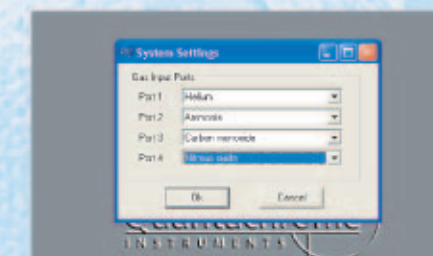 System Settings
Gas Input Ports
Port 1 Helium
Port 2 Ammonia
Port 3 Carbon monoxide
Port 4 Nitrous oxide
Ok Cancel
Quantachrome
INSTRUMENTS